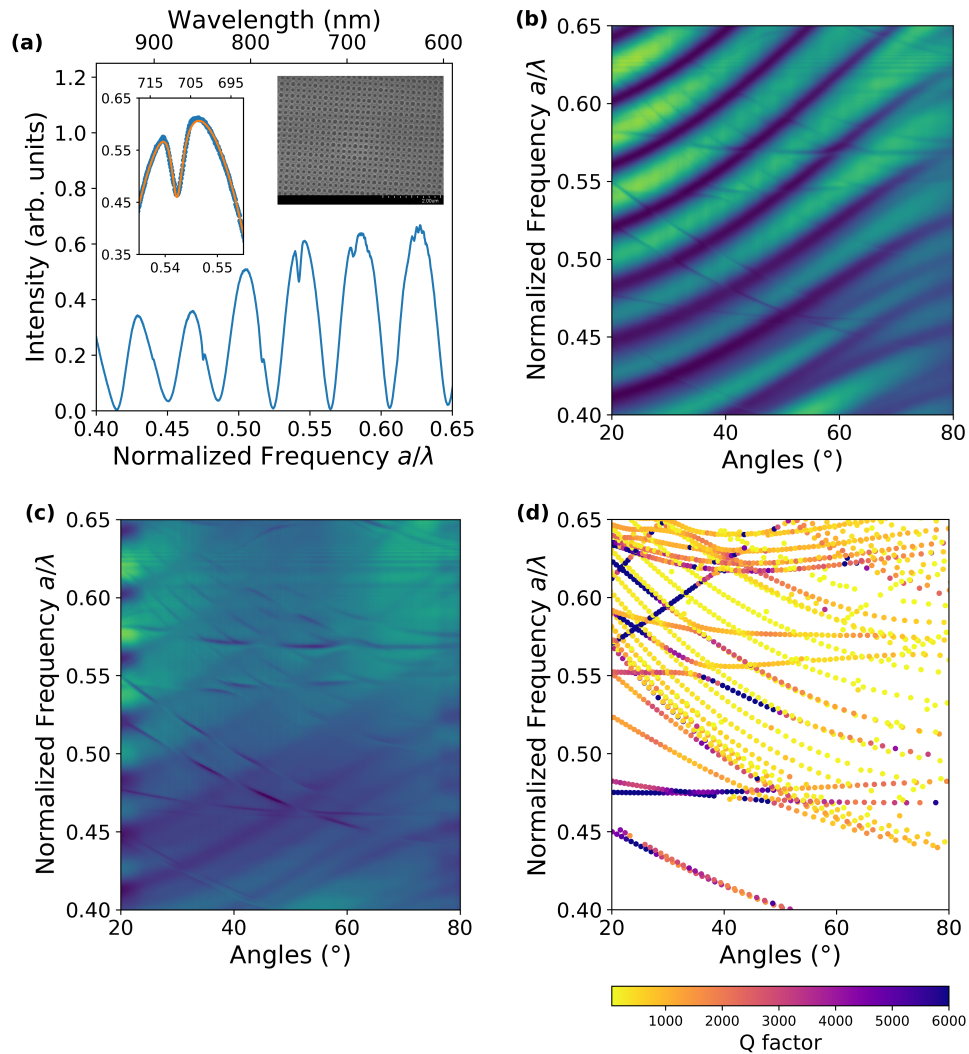 Wavelength (nm)
(a)
900 800 700 600
1.2
1.0
0.8
0.6
0.4
0.2
0.0
Intensity (arb. units)
715 705 695
0.65
0.55
0.45
0.35
0.54 0.55
2.00um
0.40 0.45 0.50 0.55 0.60 0.65
Normalized Frequency a/λ
(b)
0.65
0.60
0.55
0.50
0.45
0.40
Normalized Frequency a/λ
20 40 60 80
Angles (°)
(c)
0.65
0.60
0.55
0.50
0.45
0.40
Normalized Frequency a/λ
20 40 60 80
Angles (°)
(d)
0.65
0.60
0.55
0.50
0.45
0.40
Normalized Frequency a/λ
20 40 60 80
Angles (°)
1000 2000 3000 4000 5000 6000
Q factor